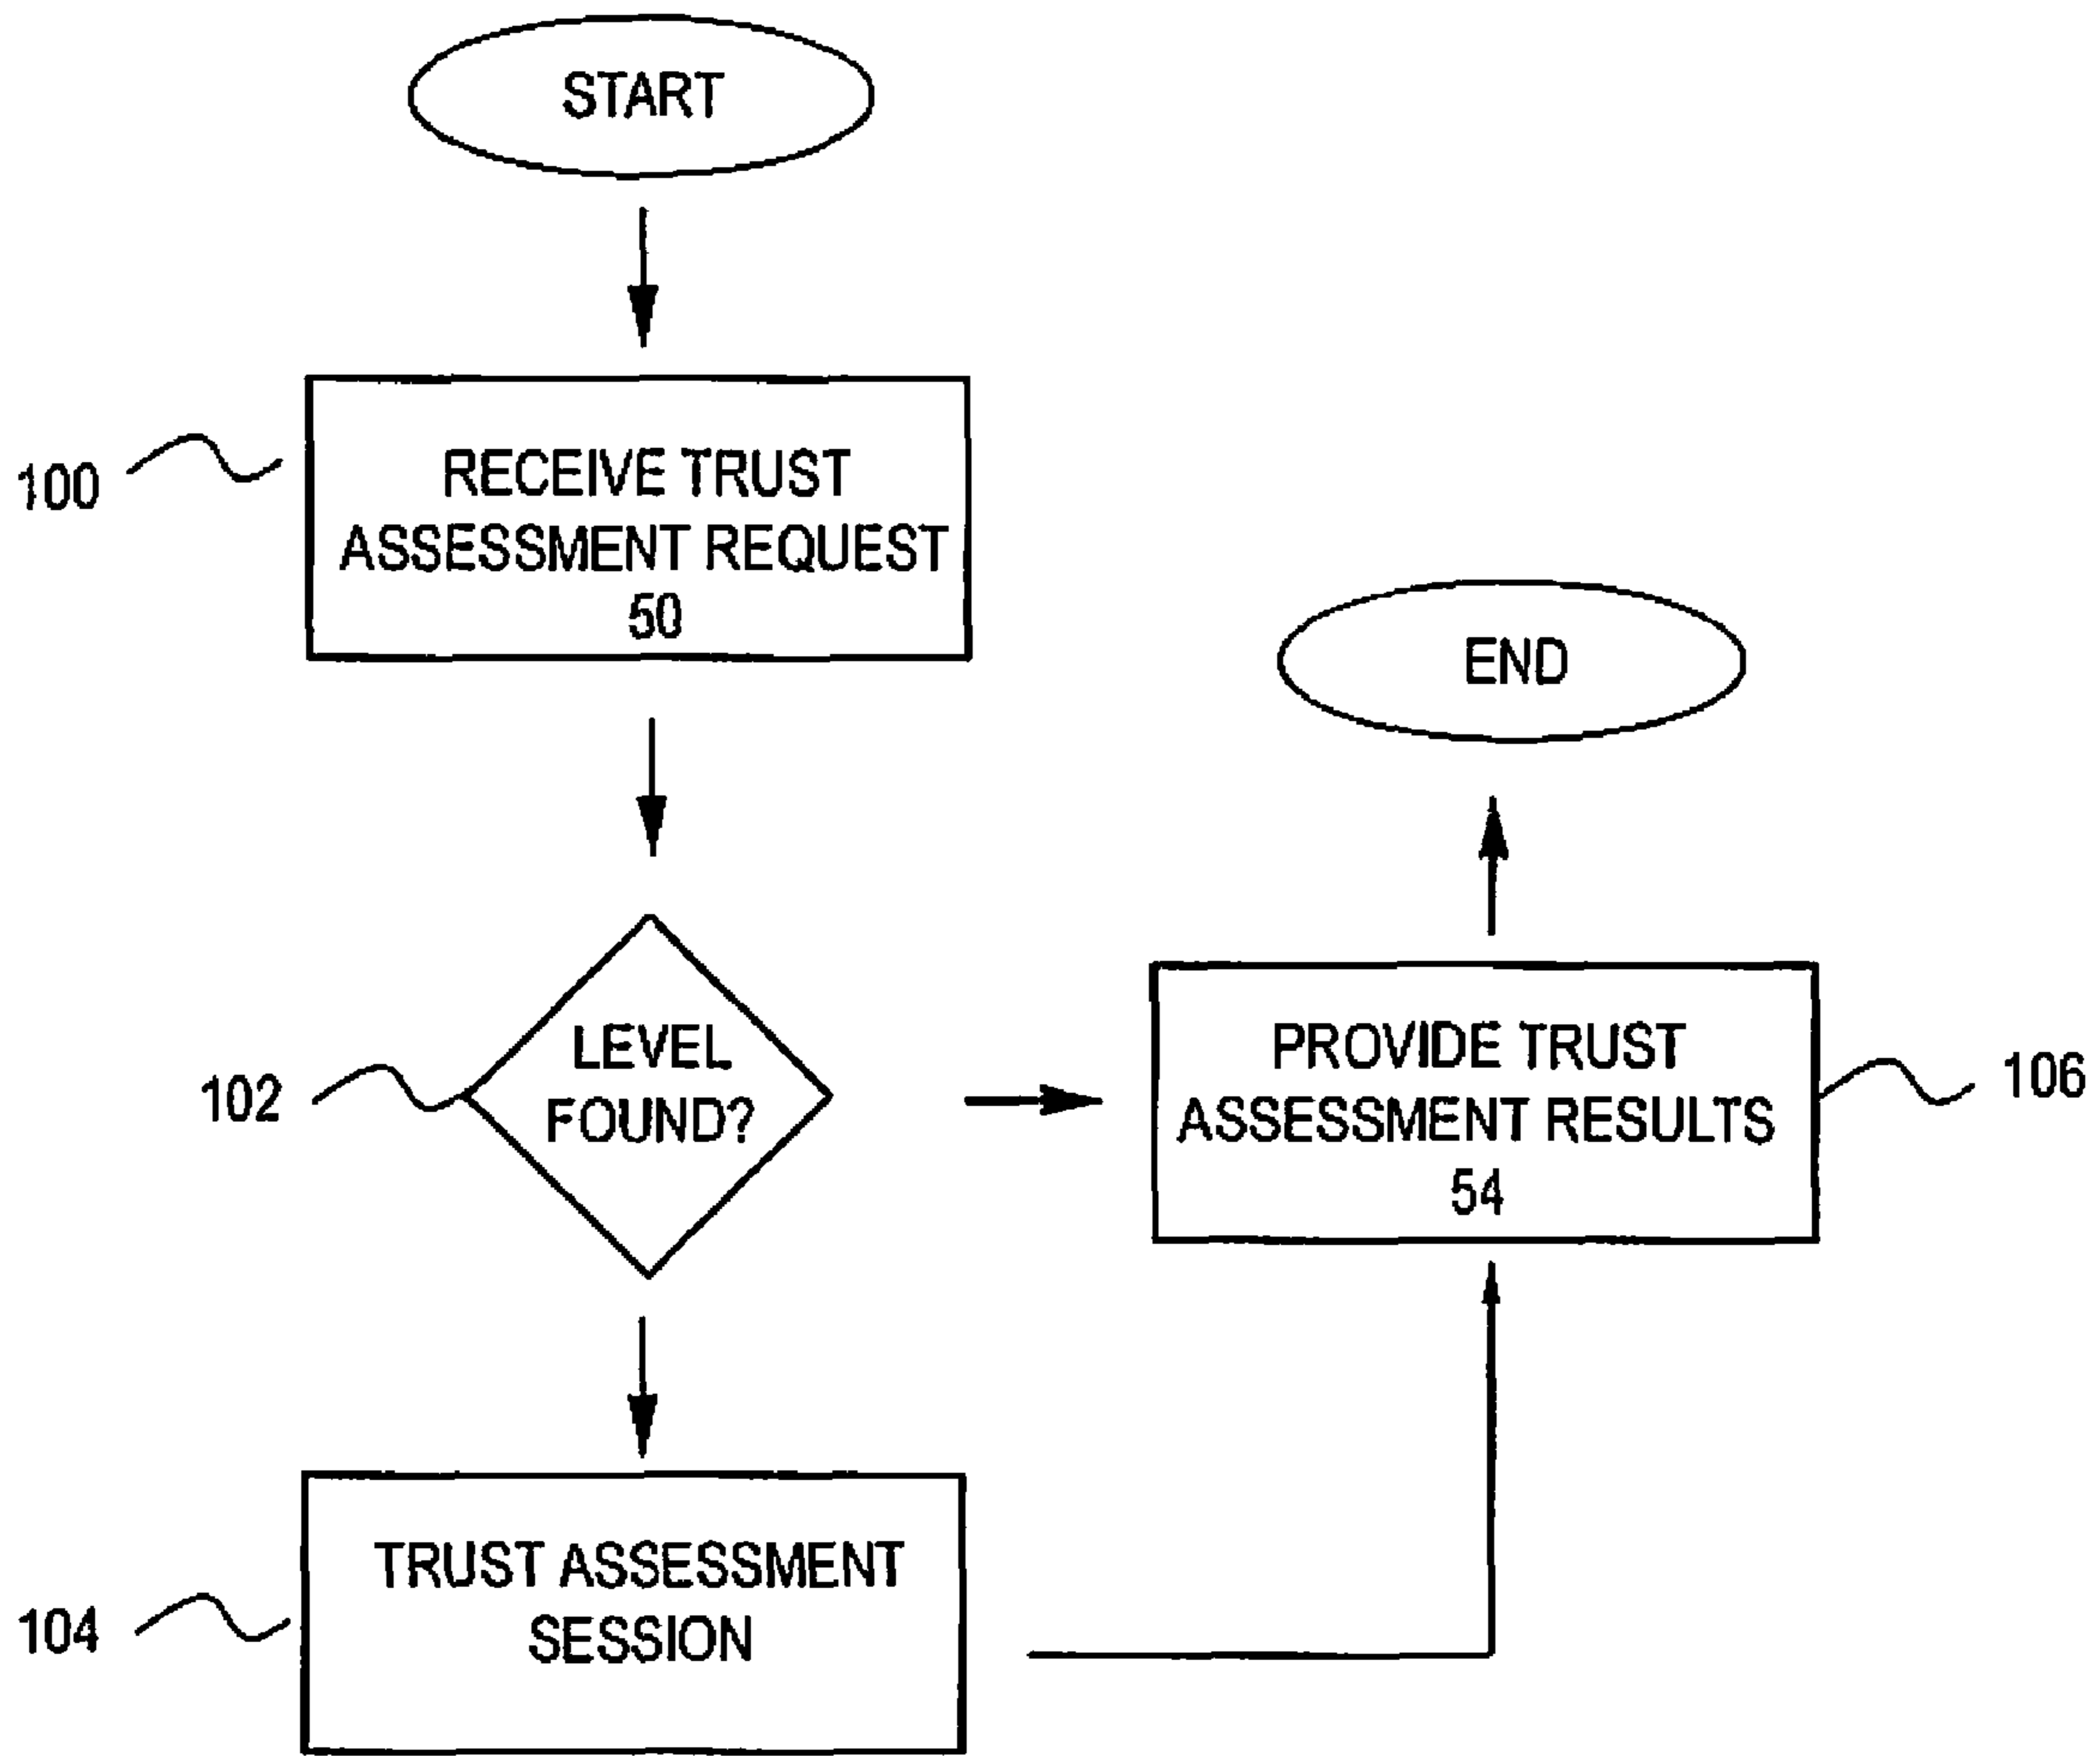 START
100
RECEIVE TRUST
ASSESSMENT REQUEST
50
END
102
LEVEL
FOUND?
PROVIDE TRUST
ASSESSMENT RESULTS
54
106
104
TRUST ASSESSMENT
SESSION